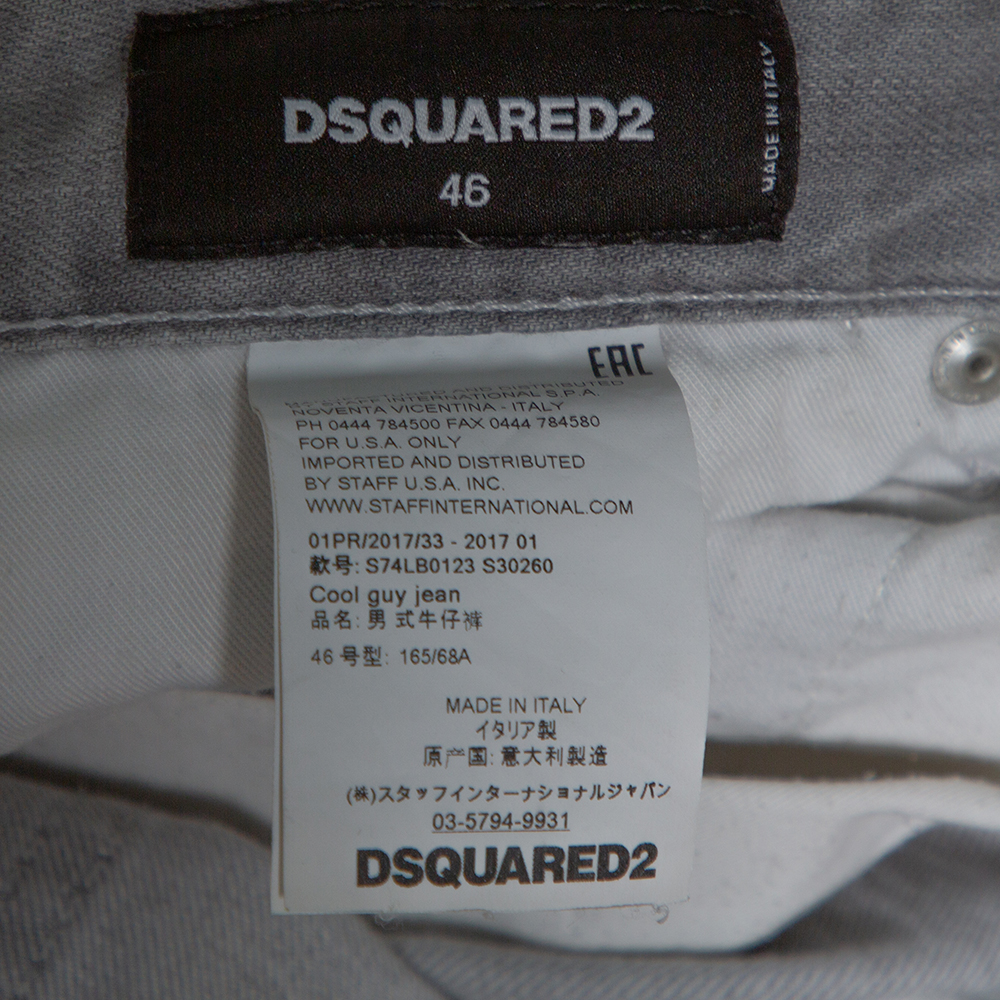 DSQUARED2
46
MADE IN ITALY
EAC
AND DISTRIBUTED
STAFF INTERNATIONAL S.P.A.
NOVENTA VICENTINA - ITALY
PH 0444 784500 FAX 0444 784580
FOR U.S.A. ONLY
IMPORTED AND DISTRIBUTED
BY STAFF U.S.A. INC.
WWW.STAFFINTERNATIONAL.COM
01PR/2017/33 - 2017 01
款号: S74LB0123 S30260
Cool guy jean
品名: 男式牛仔裤
46 号型: 165/68A
MADE IN ITALY
イタリア製
原产国: 意大利製造
(株)スタッフインターナショナルジャパン
03-5794-9931
DSQUARED2